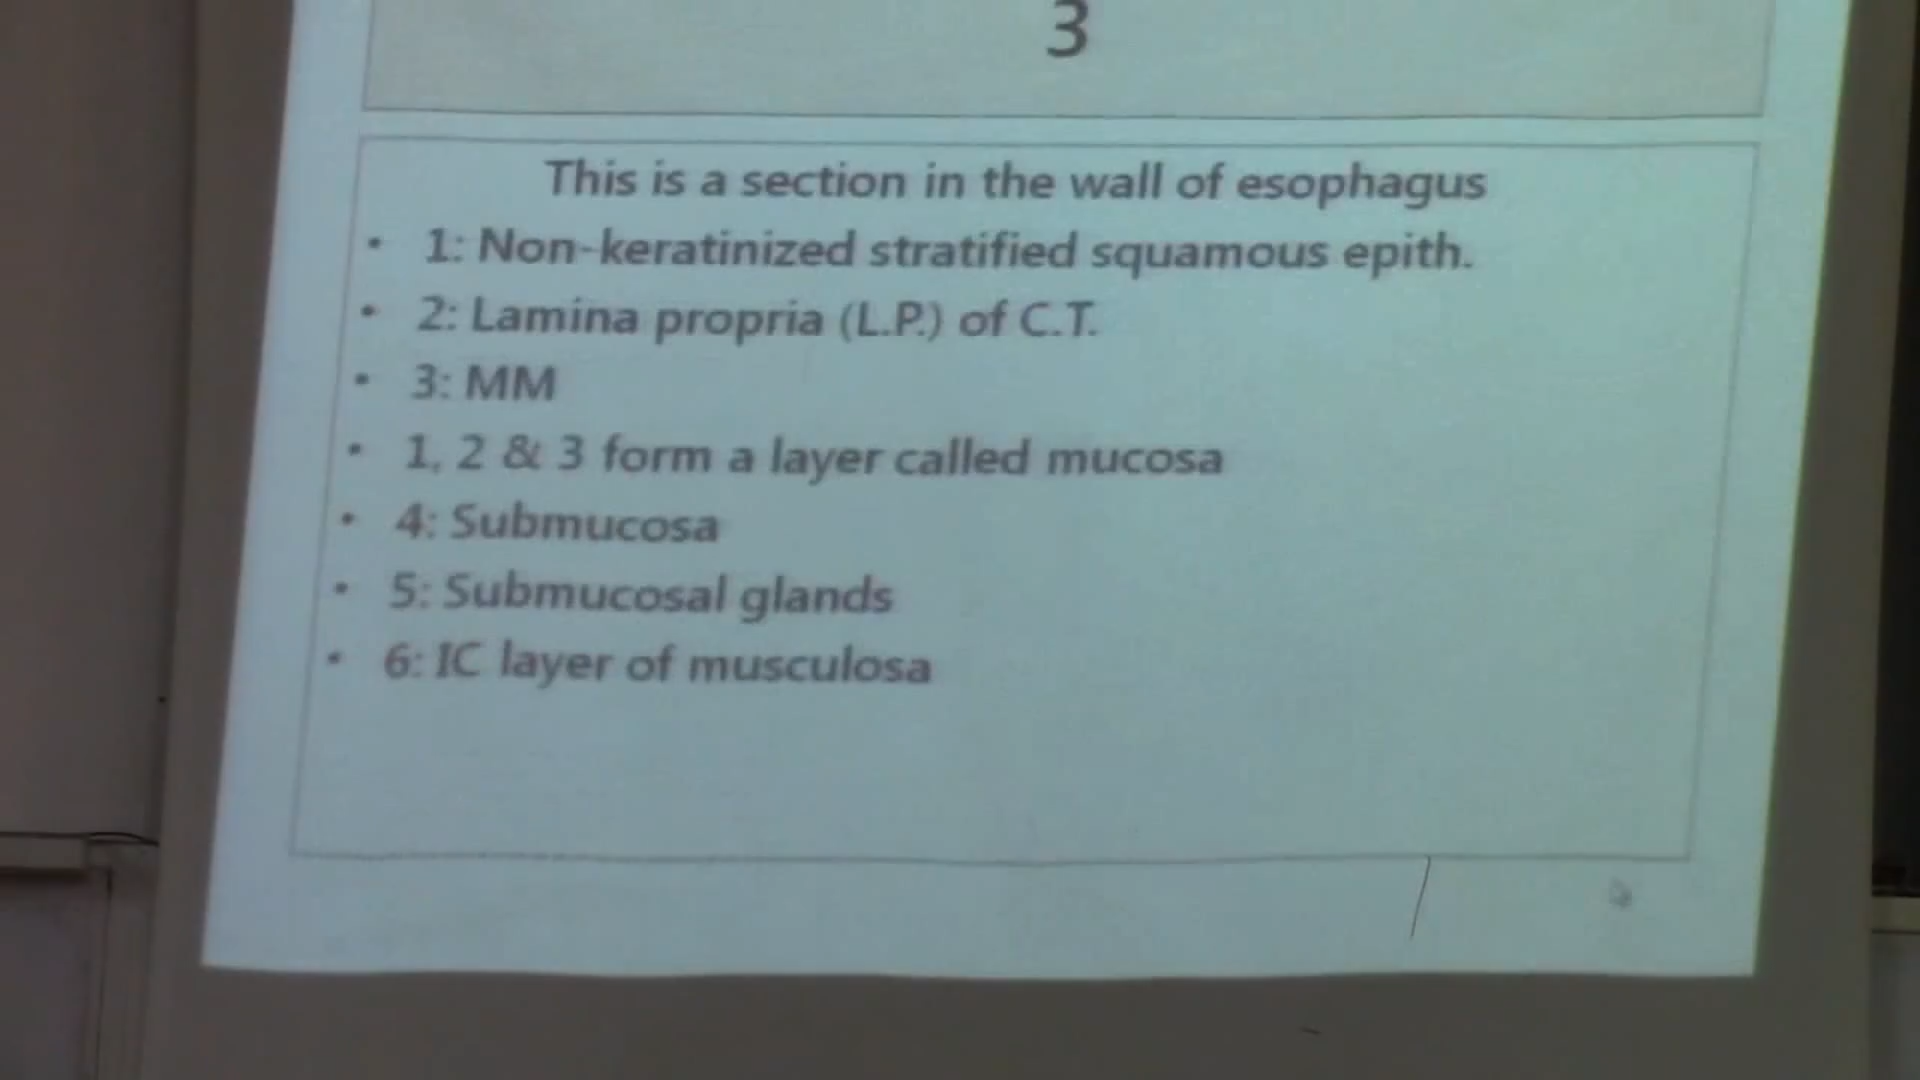 3
This is a section in the wall of esophagus
• 1: Non-keratinized stratified squamous epith.
• 2: Lamina propria (L.P.) of C.T.
• 3: MM
• 1, 2 & 3 form a layer called mucosa
• 4: Submucosa
• 5: Submucosal glands
• 6: IC layer of musculosa